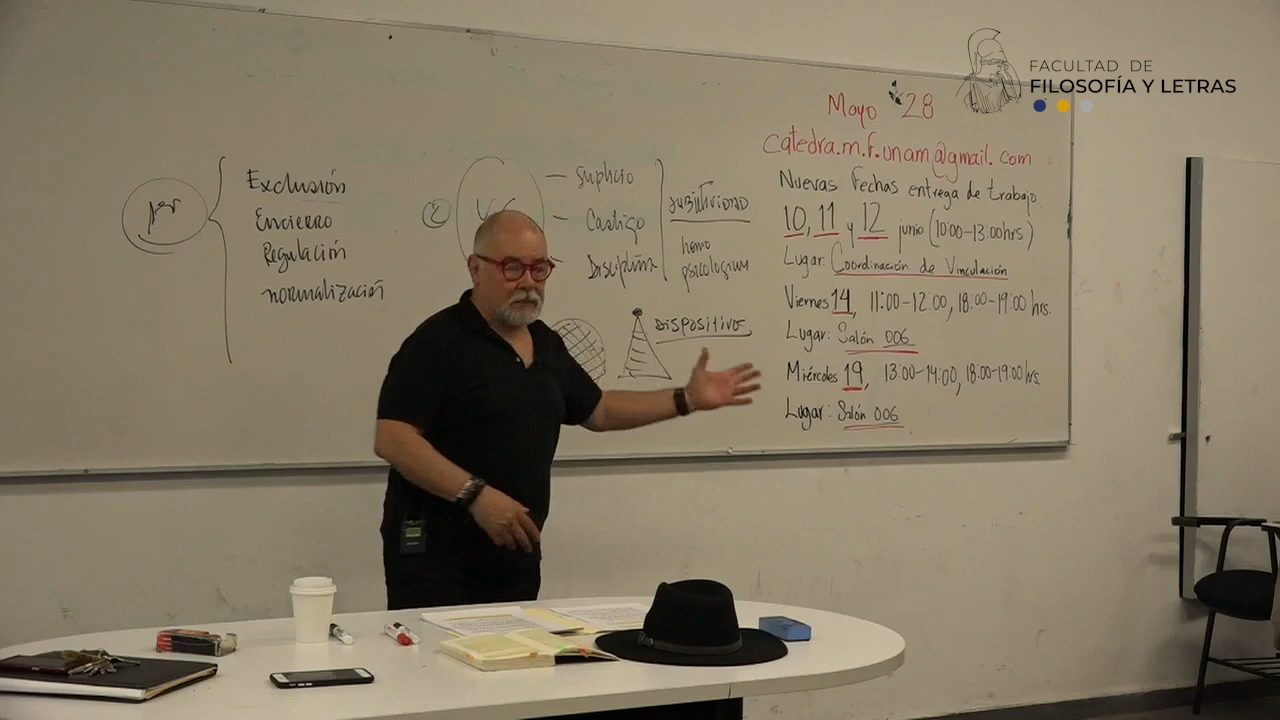 FACULTAD DE
FILOSOFÍA Y LETRAS
Exclusión
Encierro
Regulación
normalización
②
— Suplicio
— Castigo
Disciplina
subjetividad
homo
psicologicum
Dispositivo
Mayo 28
catedra.m.f.unam@gmail.com
Nuevas fechas entrega de trabajo.
10, 11 y 12 junio (10:00-13:00hrs)
Lugar: Coordinación de Vinculación
Viernes 14, 11:00-12:00, 18:00-19:00 hrs.
Lugar: Salón 006
Miércoles 19, 13:00-14:00, 18:00-19:00 hrs.
Lugar: Salón 006